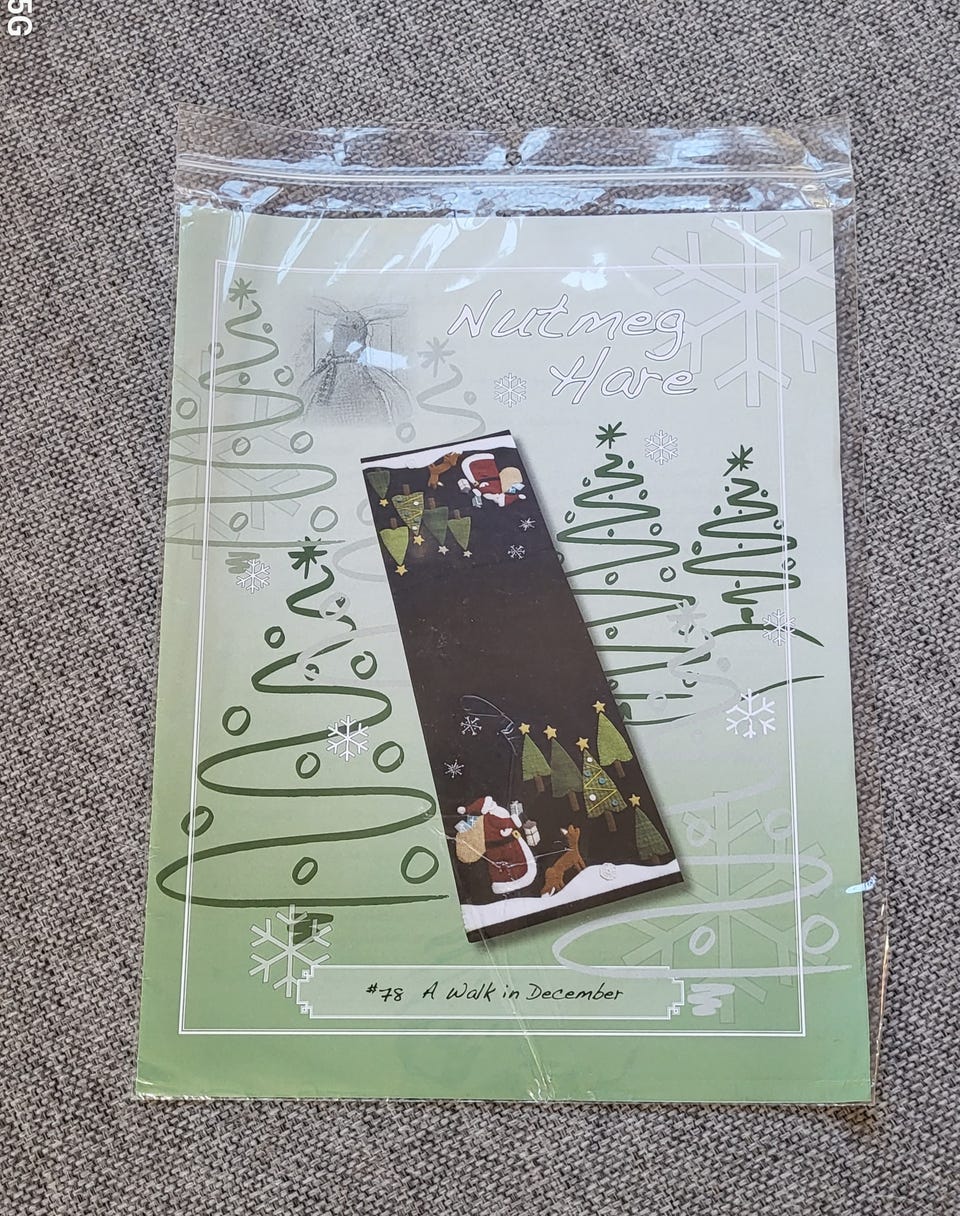 5G
Nutmeg
Hare
#78 A Walk in December